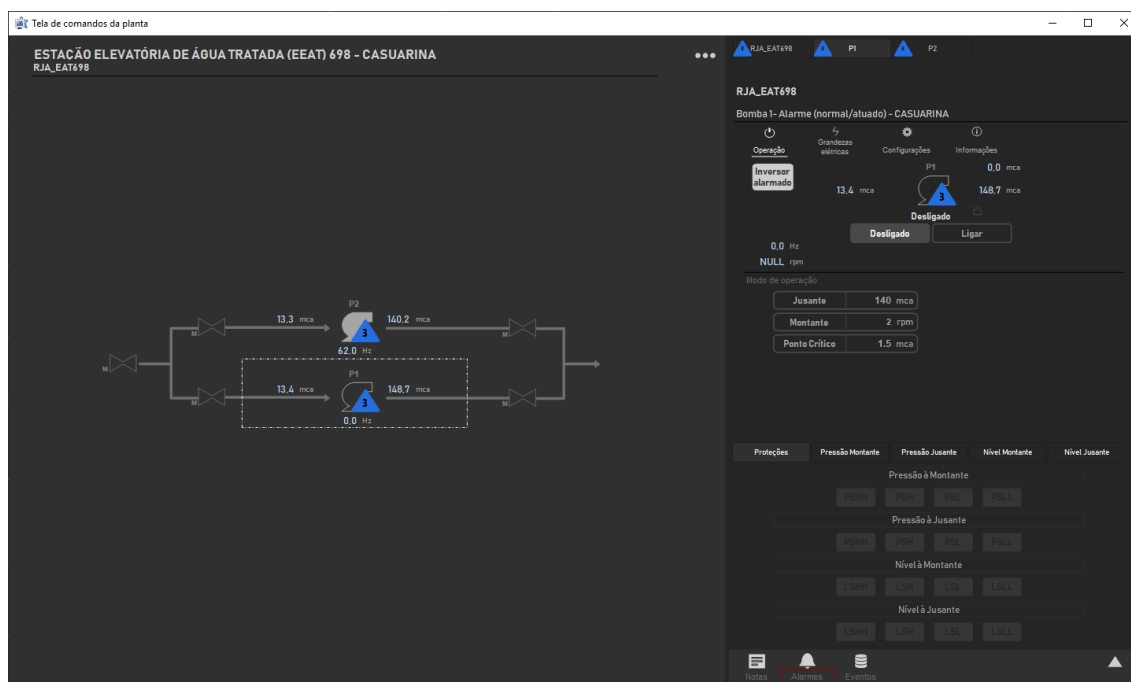 Tela de comandos da planta
ESTAÇÃO ELEVATÓRIA DE ÁGUA TRATADA (EEAT) 698 - CASUARINA
RJA_EAT698
P2
13,3 mca
140,2 mca
3
M
M
62,0 Hz
M
P1
13,4 mca
148,7 mca
3
M
M
0,0 Hz
3 RJA_EAT698
3 P1
3 P2
RJA_EAT698
Bomba 1- Alarme (normal/atuado) - CASUARINA
Operação
Grandezas elétricas
Configurações
Informações
Inversor alarmado
P1
0,0 mca
13,4 mca
3
148,7 mca
Desligado
Desligado
Ligar
0,0 Hz
NULL rpm
Modo de operação
Jusante 140 mca
Montante 2 rpm
Ponto Crítico 1.5 mca
Proteções
Pressão Montante
Pressão Jusante
Nível Montante
Nível Jusante
Pressão à Montante
PSHH PSH PSL PSLL
Pressão à Jusante
PSHH PSH PSL PSLL
Nível à Montante
LSHH LSH LSL LSLL
Nível à Jusante
LSHH LSH LSL LSLL
Notas
Alarmes
Eventos